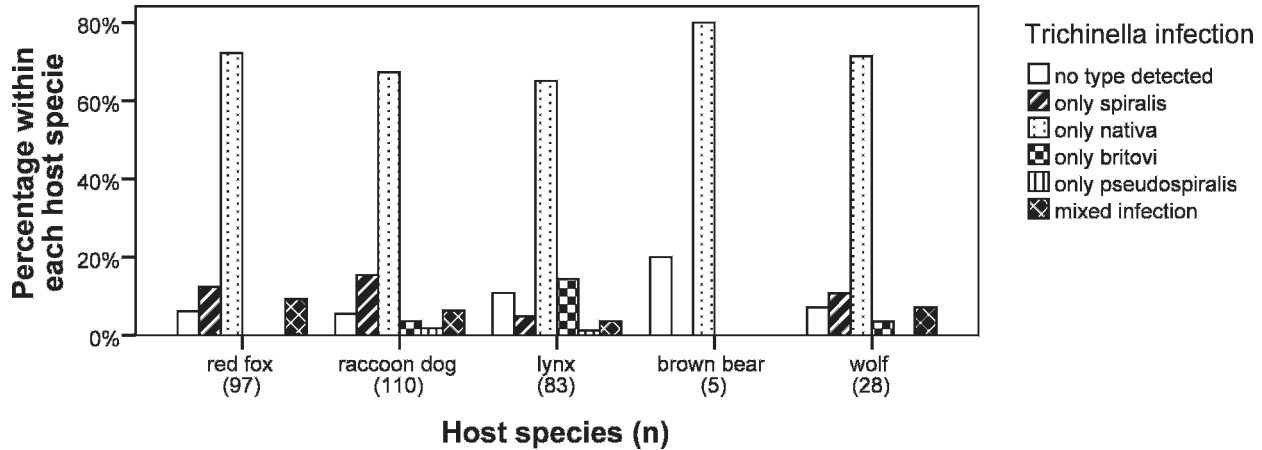 Percentage within
each host specie
80%
60%
40%
20%
0%
red fox
(97)
raccoon dog
(110)
lynx
(83)
brown bear
(5)
wolf
(28)
Host species (n)
Trichinella infection
no type detected
only spiralis
only nativa
only britovi
only pseudospiralis
mixed infection